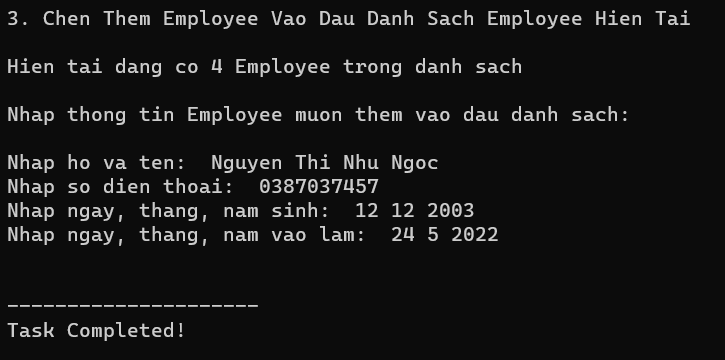 3. Chen Them Employee Vao Dau Danh Sach Employee Hien Tai
Hien tai dang co 4 Employee trong danh sach
Nhap thong tin Employee muon them vao dau danh sach:
Nhap ho va ten:  Nguyen Thi Nhu Ngoc
Nhap so dien thoai:  0387037457
Nhap ngay, thang, nam sinh:  12 12 2003
Nhap ngay, thang, nam vao lam:  24 5 2022
---------------------
Task Completed!